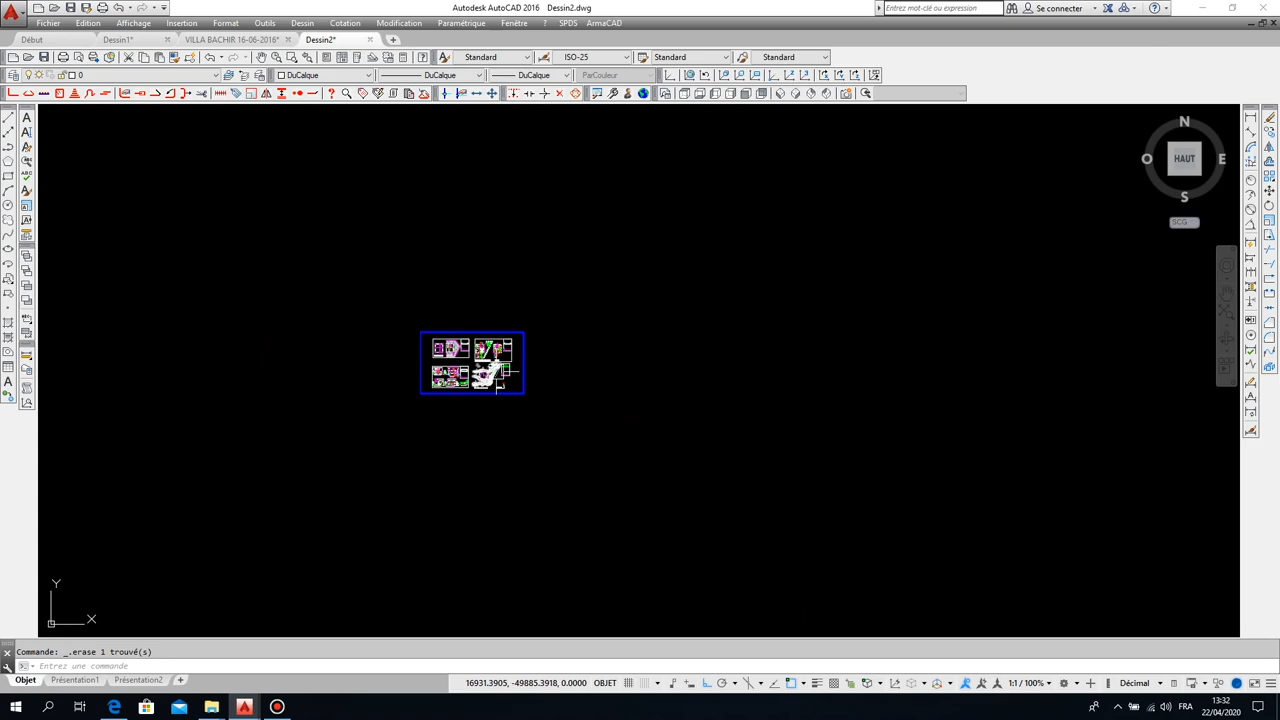 Autodesk AutoCAD 2016 Dessin2.dwg
Entrez mot-clé ou expression
Se connecter
Fichier Edition Affichage Insertion Format Outils Dessin Cotation Modification Paramétrique Fenêtre ? SPDS ArmaCAD
Début Dessin1* VILLA BACHIR 16-06-2016* Dessin2*
Standard ISO-25 Standard Standard
0 DuCalque DuCalque DuCalque ParCouleur
N
O HAUT E
S
SCG
Y
X
Commande: _.erase 1 trouvé(s)
Entrez une commande
Objet Présentation1 Présentation2 +
16931.3905, -49885.3918, 0.0000 OBJET 1:1 / 100% Décimal
FRA 13:32
22/04/2020